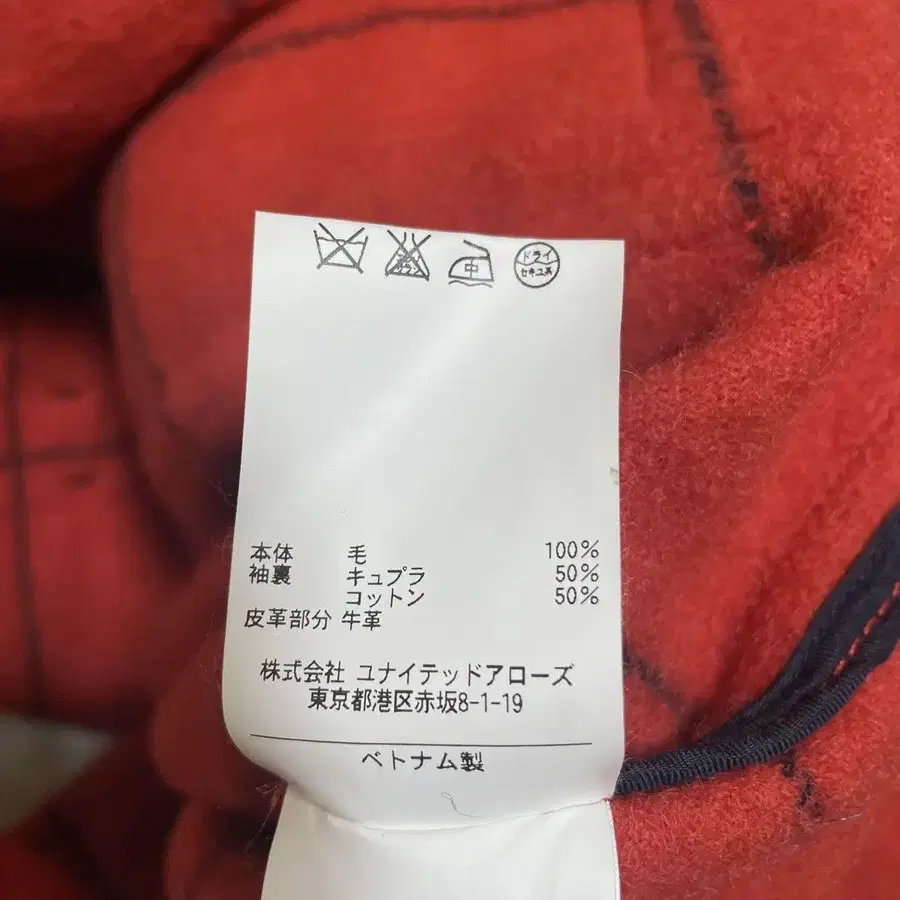 中
ドライ
セキユ系
本体 毛 100%
袖裏 キュプラ 50%
コットン 50%
皮革部分 牛革
株式会社 ユナイテッドアローズ
東京都港区赤坂8-1-19
ベトナム製